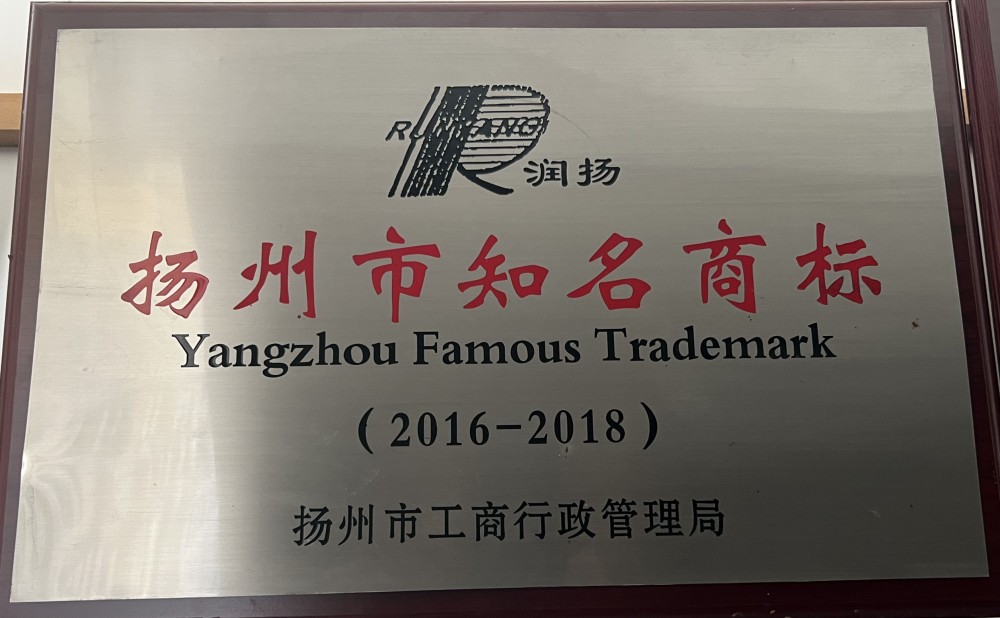 RUNYANG
润扬
扬州市知名商标
Yangzhou Famous Trademark
(2016-2018)
扬州市工商行政管理局